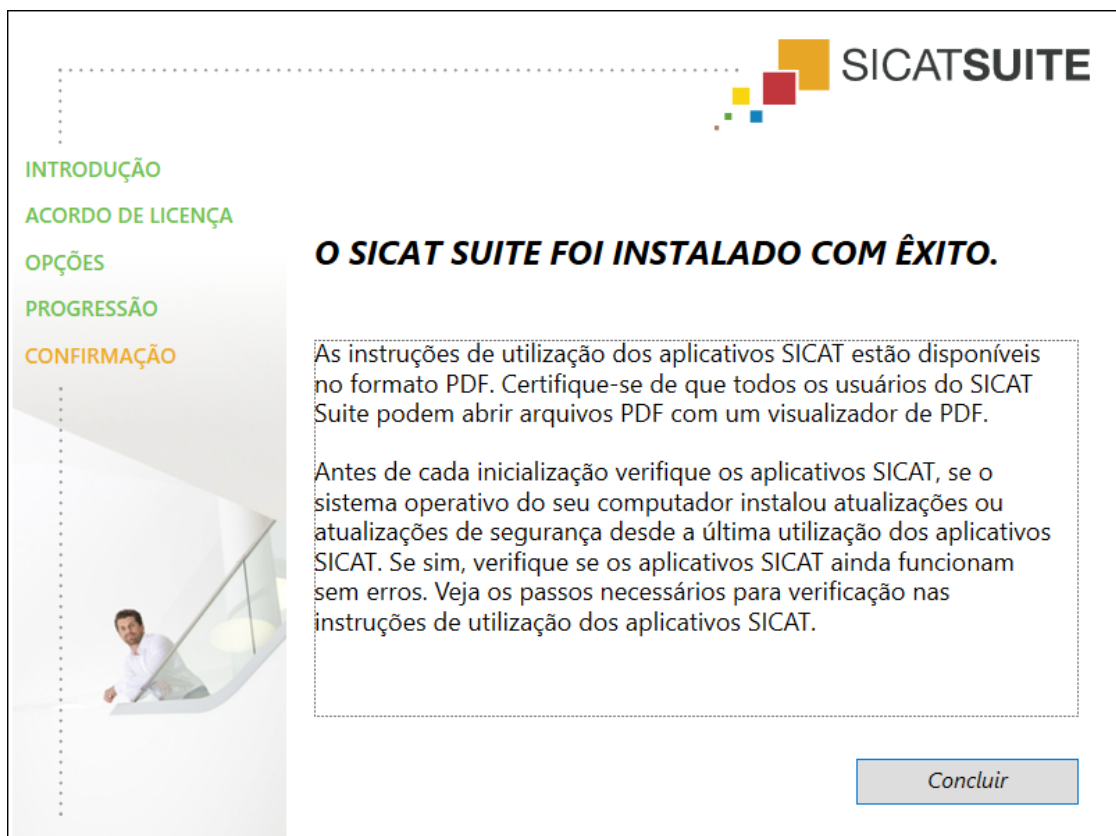 SICATSUITE
INTRODUÇÃO
ACORDO DE LICENÇA
OPÇÕES
PROGRESSÃO
CONFIRMAÇÃO
O SICAT SUITE FOI INSTALADO COM ÊXITO.
As instruções de utilização dos aplicativos SICAT estão disponíveis
no formato PDF. Certifique-se de que todos os usuários do SICAT
Suite podem abrir arquivos PDF com um visualizador de PDF.
Antes de cada inicialização verifique os aplicativos SICAT, se o
sistema operativo do seu computador instalou atualizações ou
atualizações de segurança desde a última utilização dos aplicativos
SICAT. Se sim, verifique se os aplicativos SICAT ainda funcionam
sem erros. Veja os passos necessários para verificação nas
instruções de utilização dos aplicativos SICAT.
Concluir